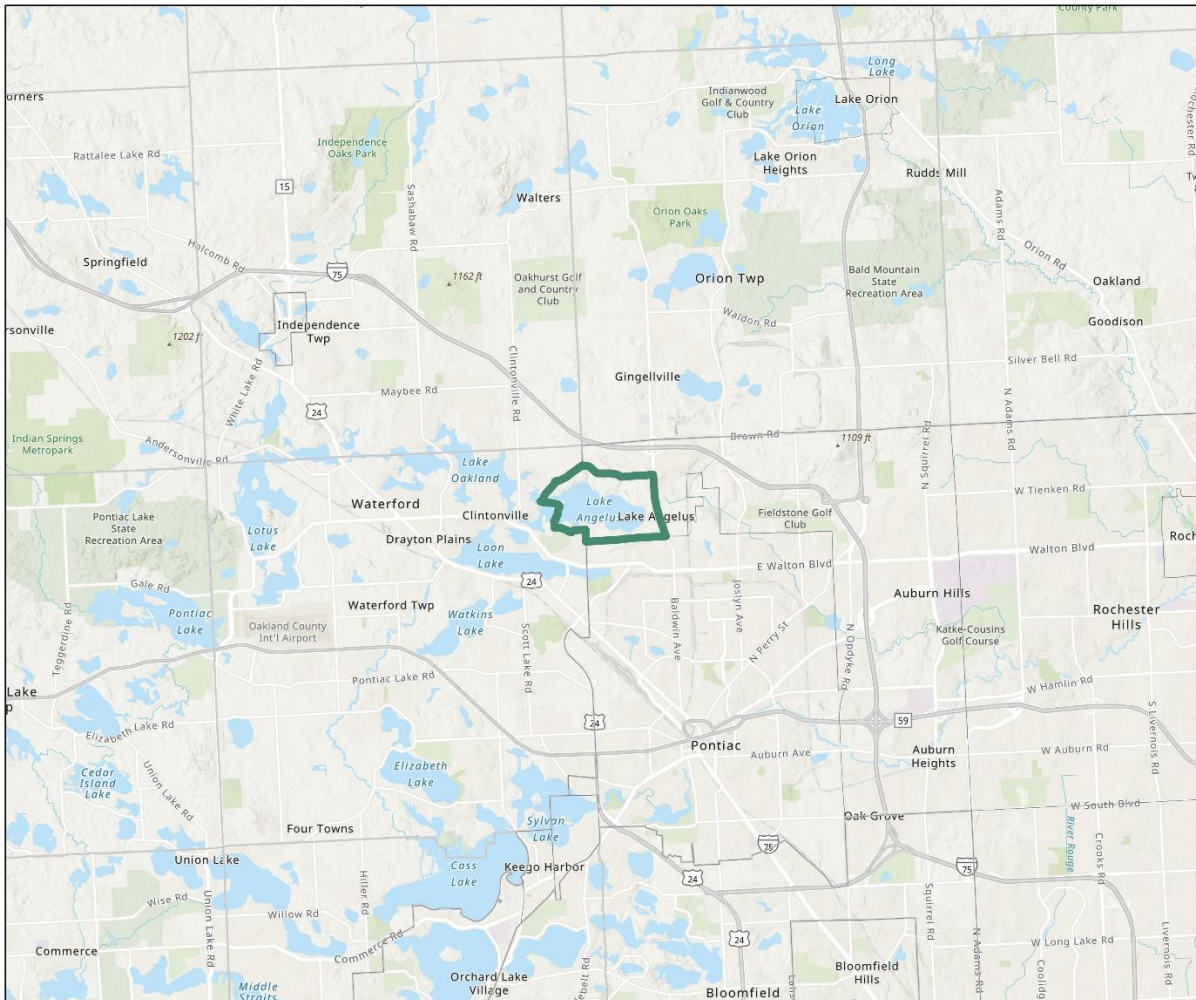 County Park
Long
Lake
Indianwood
Golf & Country
Club
Lake Orion
Lake
Orion
orners
Rochester Rd
Independence
Oaks Park
Rattalee Lake Rd
Lake Orion
Heights
Rudds Mill
15
Sashabaw Rd
Walters
Adams Rd
Orion Oaks
Park
Holcomb Rd
Orion Rd
Springfield
75
1162 ft
Oakhurst Golf
and Country
Club
Orion Twp
Bald Mountain
State
Recreation Area
Oakland
Waldon Rd
Goodison
rsonville
1202 ft
Independence
Twp
Silver Bell Rd
White Lake Rd
Clintonville Rd
Gingellville
Maybee Rd
24
N Adams Rd
Indian Springs
Metropark
Andersonville Rd
Brown Rd
1109 ft
N Squirrel Rd
Lake
Oakland
W Tienken Rd
Waterford
Clintonville
Lake
Angelu
Lake Angelus
Fieldstone Golf
Club
Pontiac Lake
State
Recreation Area
Lotus
Lake
Drayton Plains
Loon
Lake
Walton Blvd
Roch
E Walton Blvd
24
Gale Rd
Joslyn Ave
Auburn Hills
Pontiac
Lake
Waterford Twp
Watkins
Lake
Baldwin Ave
Rochester
Hills
Oakland County
Int'l Airport
Teggerdine Rd
Scott Lake Rd
N Perry St
N Opdyke Rd
Katke-Cousins
Golf Course
Pontiac Lake Rd
W Hamlin Rd
Lake
p
S Livernois Rd
Elizabeth Lake Rd
24
59
Pontiac
Auburn Ave
Auburn
Heights
W Auburn Rd
Cedar
Island
Lake
Union Lake Rd
Elizabeth
Lake
W South Blvd
Four Towns
Sylvan
Lake
Oak Grove
River Rouge
Crooks Rd
75
Union Lake
Cass
Lake
Keego Harbor
24
75
Hiller Rd
Wise Rd
Union Lake Rd
Willow Rd
Squirrel Rd
N Adams Rd
Livernois Rd
Commerce
Commerce Rd
24
W Long Lake Rd
Orchard Lake
Village
Bloomfield
Hills
Middle
Straits
Bloomfield